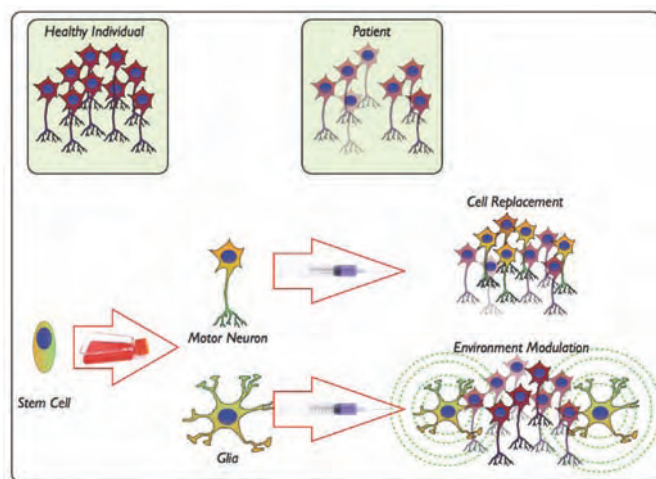 Healthy Individual
Patient
Cell Replacement
Motor Neuron
Environment Modulation
Stem Cell
Glia